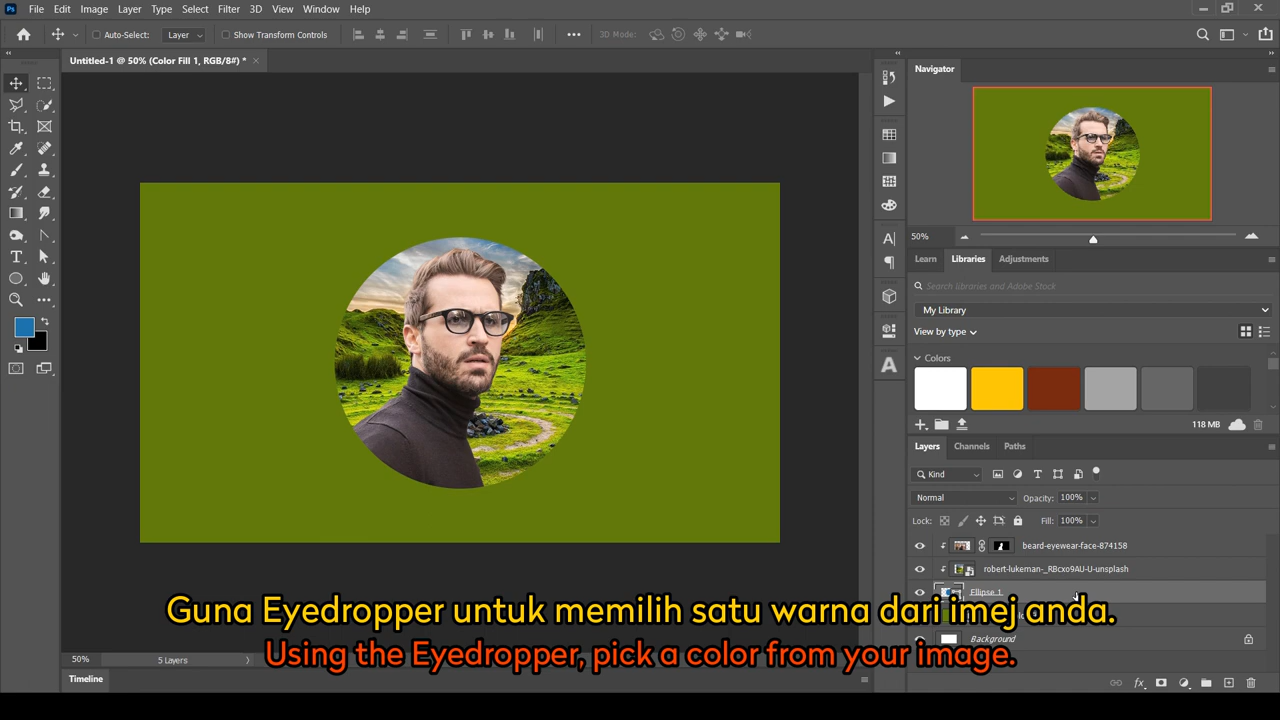 Ps File Edit Image Layer Type Select Filter 3D View Window Help
Auto-Select: Layer Show Transform Controls 3D Mode:
Untitled-1 @ 50% (Color Fill 1, RGB/8#) *
Navigator
50%
Learn Libraries Adjustments
Search libraries and Adobe Stock
My Library
View by type
Colors
118 MB
Layers Channels Paths
Kind
Normal Opacity: 100%
Lock: Fill: 100%
beard-eyewear-face-874158
robert-lukeman-_RBcxo9AU-U-unsplash
Ellipse 1
Background
Guna Eyedropper untuk memilih satu warna dari imej anda.
Using the Eyedropper, pick a color from your image.
50% 5 Layers
Timeline